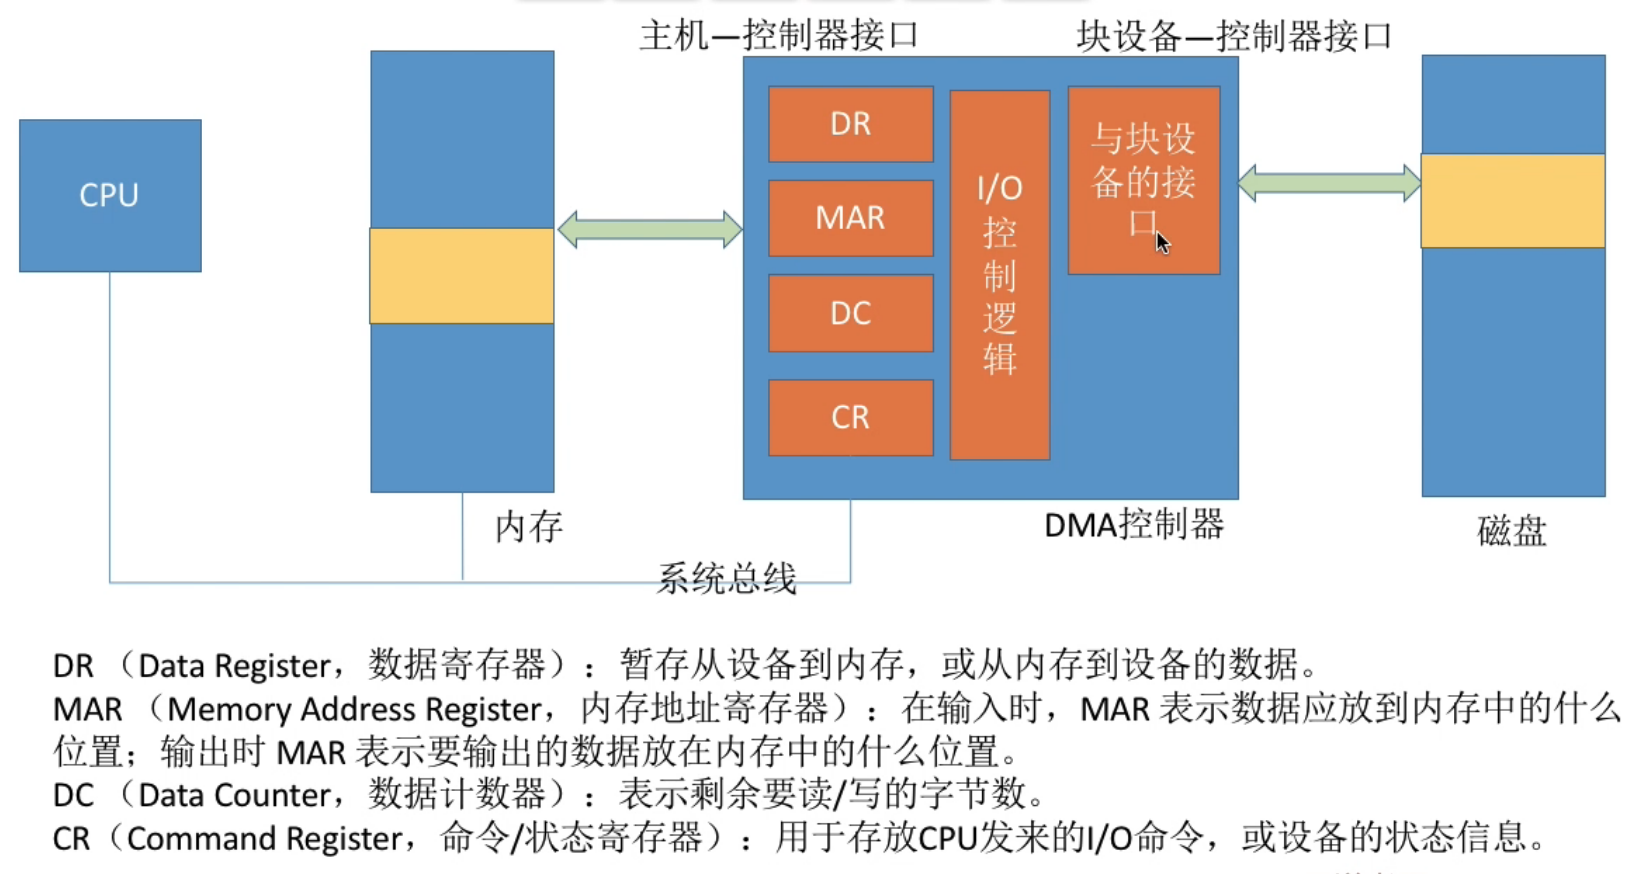 主机—控制器接口
块设备—控制器接口
CPU
DR
MAR
DC
CR
I/O
控
制
逻
辑
与块设
备的接
口
内存
DMA控制器
磁盘
系统总线
DR （Data Register，数据寄存器）：暂存从设备到内存，或从内存到设备的数据。
MAR （Memory Address Register，内存地址寄存器）：在输入时，MAR 表示数据应放到内存中的什么
位置；输出时 MAR 表示要输出的数据放在内存中的什么位置。
DC （Data Counter，数据计数器）：表示剩余要读/写的字节数。
CR（Command Register，命令/状态寄存器）：用于存放CPU发来的I/O命令，或设备的状态信息。